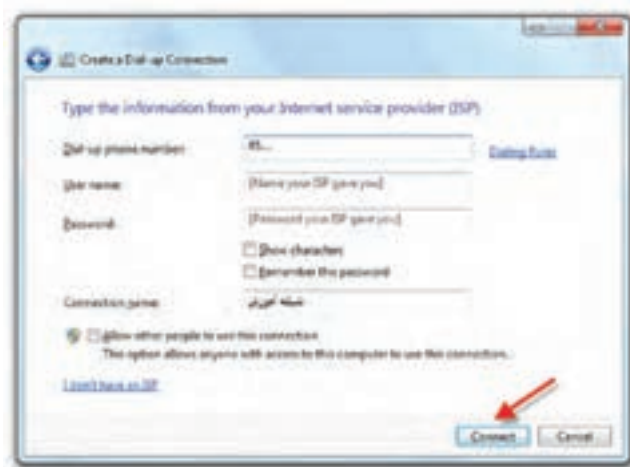 Create a Dial-up Connection
Type the information from your Internet service provider (ISP)
Dial-up phone number:
Dialing Rules
User name:
[Name your ISP gave you]
Password:
[Password your ISP gave you]
Show characters
Remember this password
Connection name:
Allow other people to use this connection
This option allows anyone with access to this computer to use this connection.
I don't have an ISP
Connect
Cancel